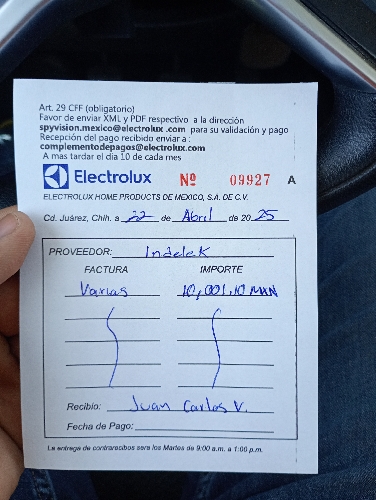 Art. 29 CFF (obligatorio)
Favor de enviar XML y PDF respectivo a la dirección
spyvision.mexico@electrolux .com para su validación y pago
Recepción del pago recibido enviar a:
complementodepagos@electrolux.com
A mas tardar el día 10 de cada mes
Electrolux Nº 09927 A
ELECTROLUX HOME PRODUCTS DE MEXICO, S.A. DE C.V.
Cd. Juárez, Chih. a 22 de Abril de 20 25
PROVEEDOR: Indelek
FACTURA IMPORTE
Varias 10,001.10 MXN
Recibio: Juan Carlos V.
Fecha de Pago:
La entrega de contrarecibos sera los Martes de 9:00 a.m. a 1:00 p.m.